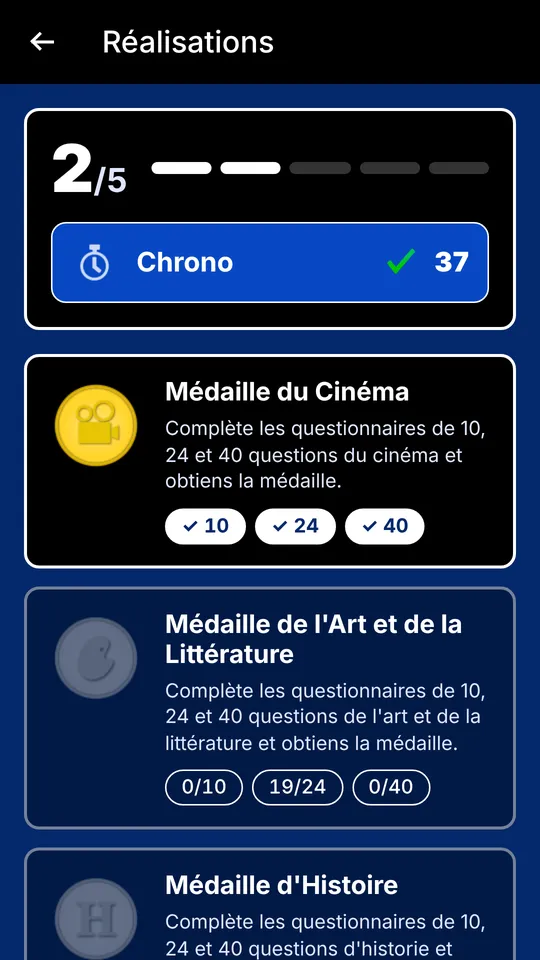 Réalisations
2/5
Chrono 37
Médaille du Cinéma
Complète les questionnaires de 10,
24 et 40 questions du cinéma et
obtiens la médaille.
10 24 40
Médaille de l'Art et de la
Littérature
Complète les questionnaires de 10,
24 et 40 questions de l'art et de la
littérature et obtiens la médaille.
0/10 19/24 0/40
H
Médaille d'Histoire
Complète les questionnaires de 10,
24 et 40 questions d'historie et